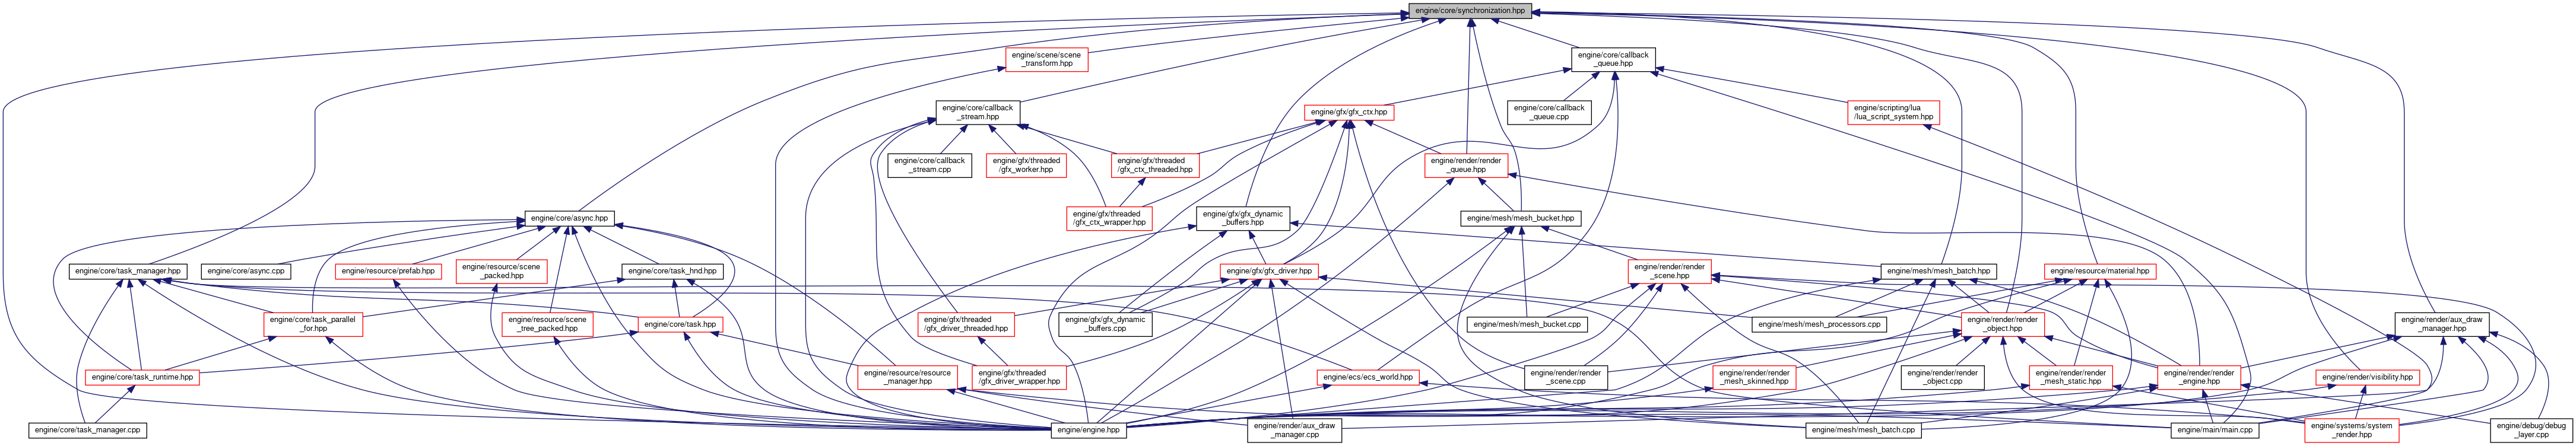 engine/core/synchronization.hpp
engine/scene/scene
_transform.hpp
engine/core/callback
_queue.hpp
engine/core/callback
_stream.hpp
engine/gfx/gfx_ctx.hpp
engine/core/callback
_queue.cpp
engine/scripting/lua
/lua_script_system.hpp
engine/core/callback
_stream.cpp
engine/gfx/threaded
/gfx_worker.hpp
engine/gfx/threaded
/gfx_ctx_threaded.hpp
engine/render/render
_queue.hpp
engine/core/async.hpp
engine/gfx/threaded
/gfx_ctx_wrapper.hpp
engine/gfx/gfx_dynamic
_buffers.hpp
engine/mesh/mesh_bucket.hpp
engine/core/task_manager.hpp
engine/core/async.cpp
engine/resource/prefab.hpp
engine/resource/scene
_packed.hpp
engine/core/task_hnd.hpp
engine/gfx/gfx_driver.hpp
engine/render/render
_scene.hpp
engine/mesh/mesh_batch.hpp
engine/resource/material.hpp
engine/core/task_parallel
_for.hpp
engine/resource/scene
_tree_packed.hpp
engine/core/task.hpp
engine/gfx/threaded
/gfx_driver_threaded.hpp
engine/gfx/gfx_dynamic
_buffers.cpp
engine/mesh/mesh_bucket.cpp
engine/mesh/mesh_processors.cpp
engine/render/render
_object.hpp
engine/render/aux_draw
_manager.hpp
engine/core/task_runtime.hpp
engine/resource/resource
_manager.hpp
engine/gfx/threaded
/gfx_driver_wrapper.hpp
engine/ecs/ecs_world.hpp
engine/render/render
_scene.cpp
engine/render/render
_mesh_skinned.hpp
engine/render/render
_object.cpp
engine/render/render
_mesh_static.hpp
engine/render/render
_engine.hpp
engine/render/visibility.hpp
engine/core/task_manager.cpp
engine/engine.hpp
engine/render/aux_draw
_manager.cpp
engine/mesh/mesh_batch.cpp
engine/main/main.cpp
engine/systems/system
_render.hpp
engine/debug/debug
_layer.cpp